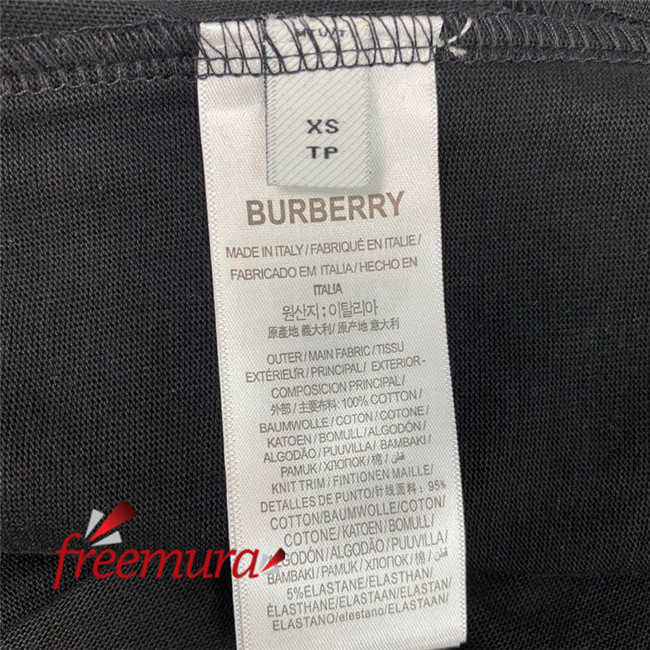 XS
TP
BURBERRY
MADE IN ITALY / FABRIQUÉ EN ITALIE /
FABRICADO EM ITALIA / HECHO EN
ITALIA
원산지 : 이탈리아
原產地 義大利 / 原产地 意大利
OUTER / MAIN FABRIC / TISSU
EXTÉRIEUR / PRINCIPAL / EXTERIOR-
COMPOSICION PRINCIPAL /
外部 / 主要布料: 100% COTTON /
BAUMWOLLE / COTON / COTONE /
KATOEN / BOMULL / ALGODÓN /
ALGODÃO / PUUVILLA / BAMBAKI /
PAMUK / ХЛОПОК / 棉 / قطن /
KNIT TRIM / FINTIONEN MAILLE /
DETALLES DE PUNTO / 针线面料 : 95%
COTTON / BAUMWOLLE / COTON /
COTONE / KATOEN / BOMULL /
ALGODÓN / ALGODÃO / PUUVILLA /
BAMBAKI / PAMUK / ХЛОПОК / 棉 / قطن /
5% ELASTANE / ELASTHAN /
ÉLASTHANE / ELASTAAN / ELASTAN /
ELASTANO / elastano / ELASTAAN /
freemura